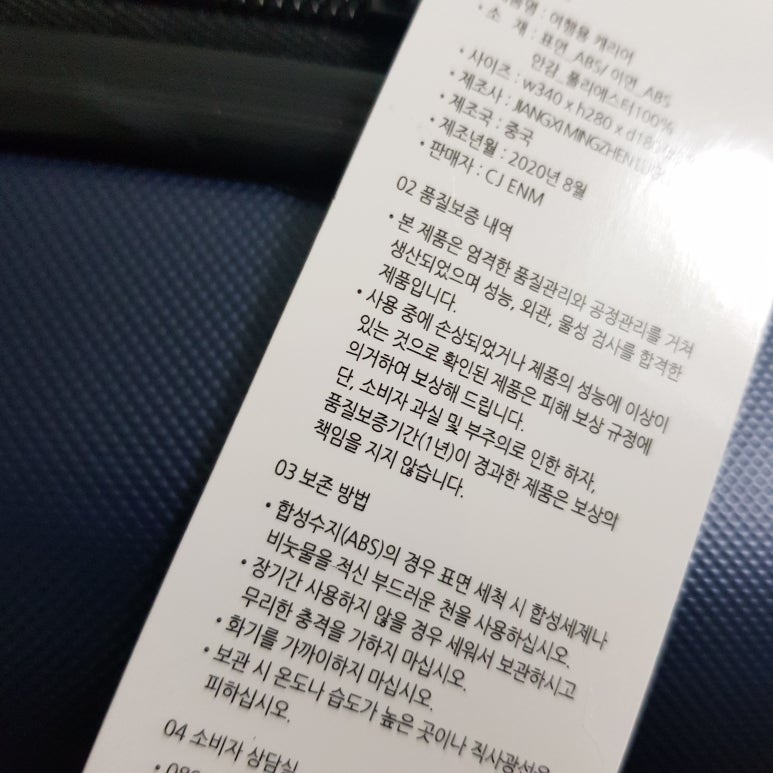 품명 : 여행용 캐리어
• 소 재 : 표면_ABS/ 이면_ABS
안감_폴리에스터100%
• 사이즈 : w340 x h280 x d180
• 제조사 : JIANGXI MINGZHEN
• 제조국 : 중국
• 제조년월 : 2020년 8월
• 판매자 : CJ ENM
02 품질보증 내역
• 본 제품은 엄격한 품질관리와 공정관리를 거쳐
생산되었으며 성능, 외관, 물성 검사를 합격한
제품입니다.
• 사용 중에 손상되었거나 제품의 성능에 이상이
있는 것으로 확인된 제품은 피해 보상 규정에
의거하여 보상해 드립니다.
단, 소비자 과실 및 부주의로 인한 하자,
품질보증기간(1년)이 경과한 제품은 보상의
책임을 지지 않습니다.
03 보존 방법
• 합성수지(ABS)의 경우 표면 세척 시 합성세제나
비눗물을 적신 부드러운 천을 사용하십시오.
• 장기간 사용하지 않을 경우 세워서 보관하시고
무리한 충격을 가하지 마십시오.
• 화기를 가까이하지 마십시오.
• 보관 시 온도나 습도가 높은 곳이나 직사광선을
피하십시오.
04 소비자 상담실